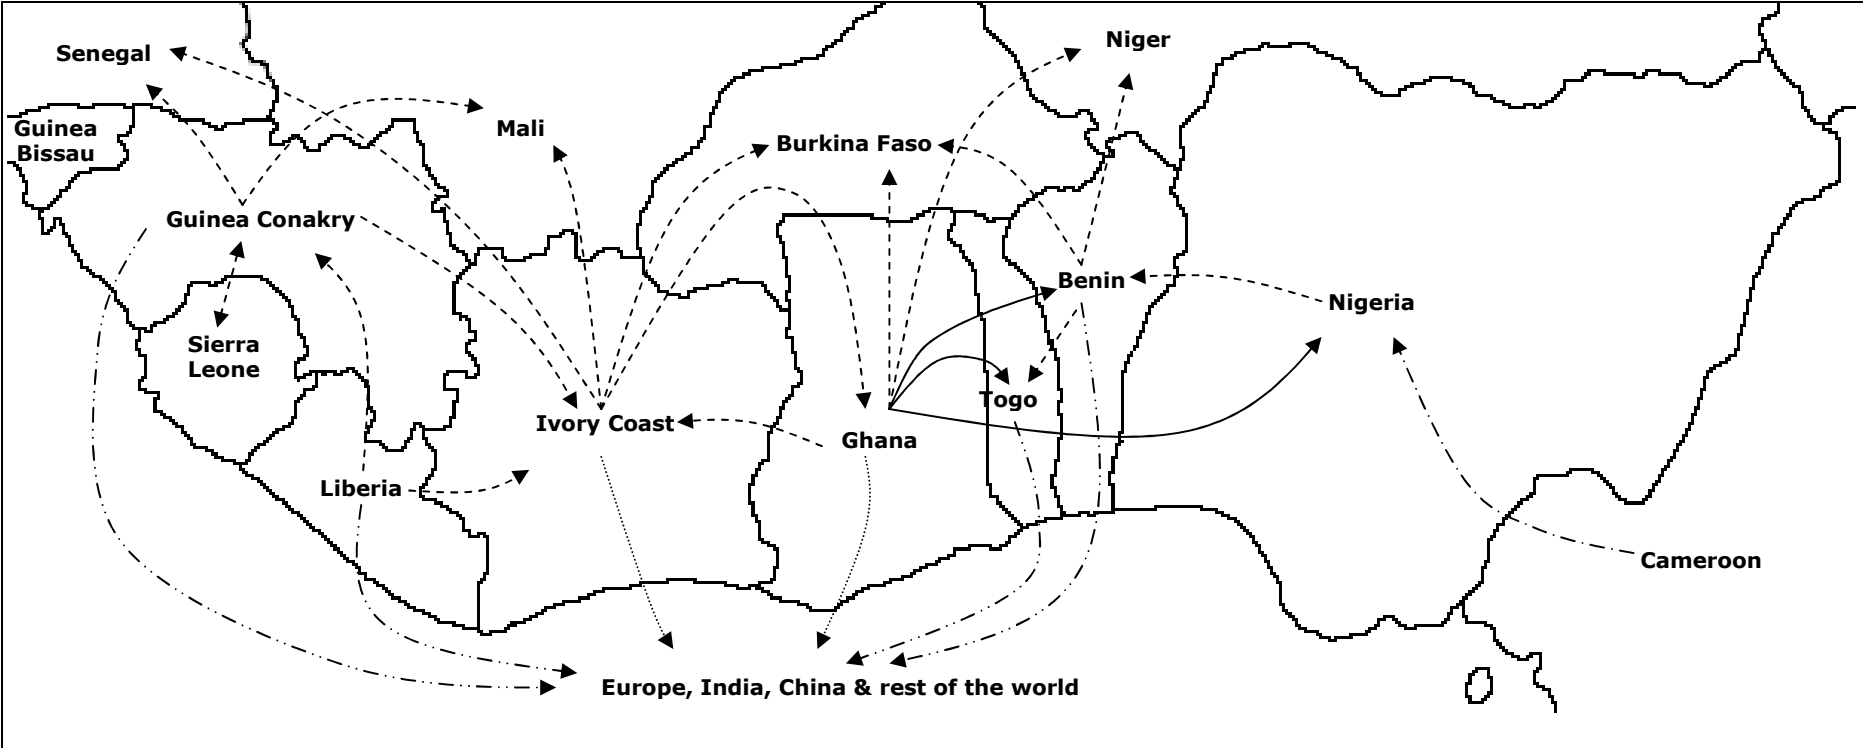 Senegal
Niger
Guinea
Bissau
Mali
Burkina Faso
Guinea Conakry
Benin
Nigeria
Sierra
Leone
Togo
Ivory Coast
Ghana
Liberia
Cameroon
Europe, India, China & rest of the world